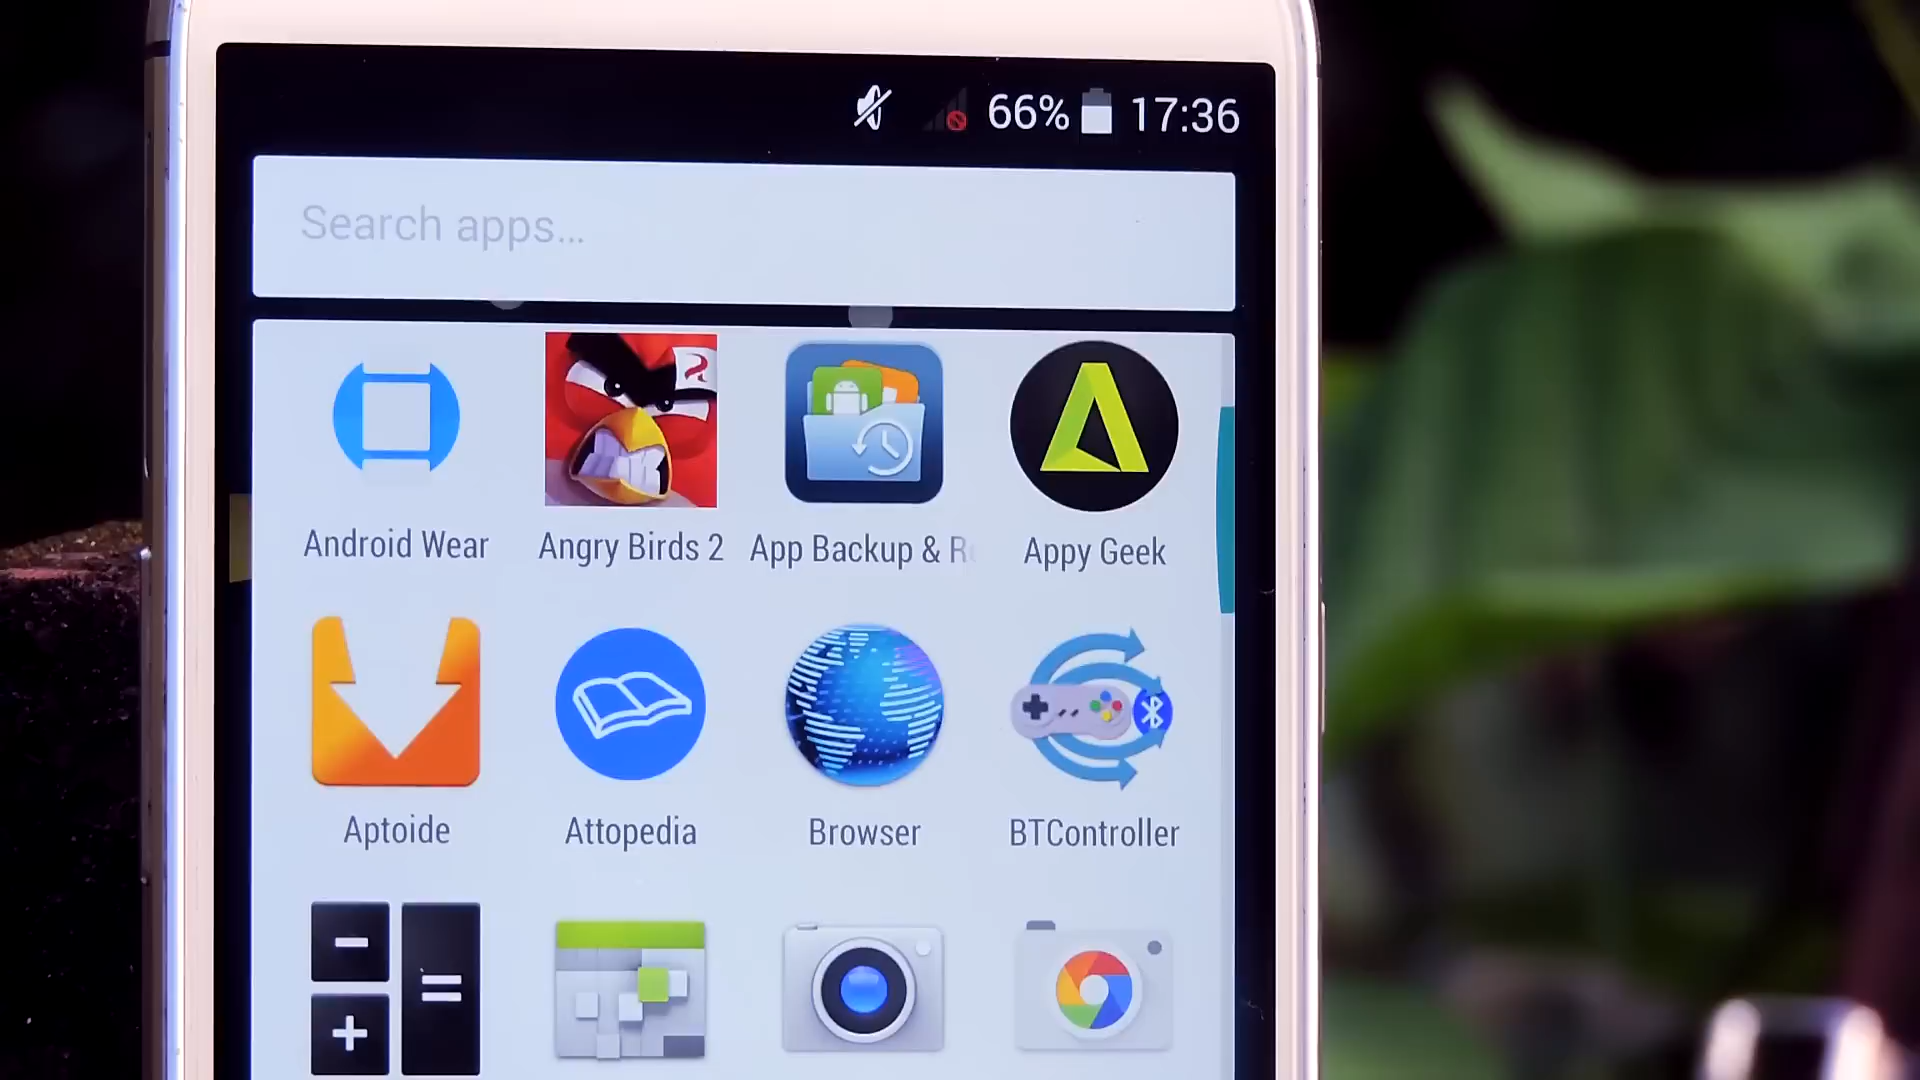 66% 17:36
Search apps...
Android Wear
Angry Birds 2
App Backup & R
Appy Geek
Aptoide
Attopedia
Browser
BTController